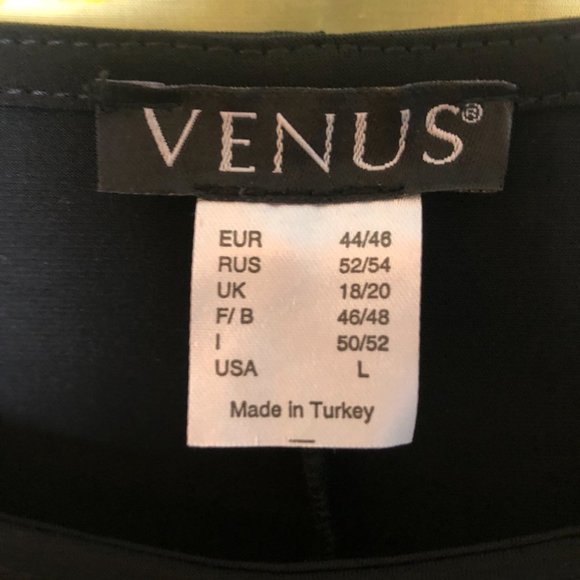 VENUS®
EUR 44/46
RUS 52/54
UK 18/20
F/ B 46/48
I 50/52
USA L
Made in Turkey